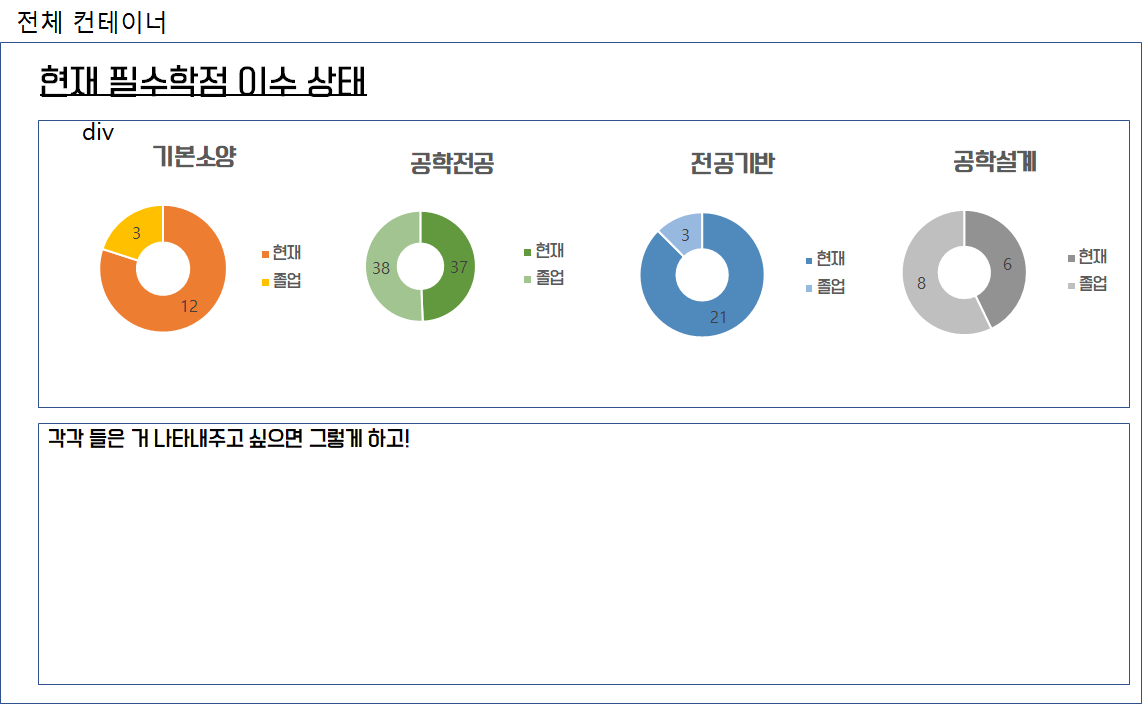 전체 컨테이너
현재 필수학점 이수 상태
div
기본소양
3
12
현재
졸업
공학전공
38
37
현재
졸업
전공기반
3
21
현재
졸업
공학설계
8
6
현재
졸업
각각 들은 거 나타내주고 싶으면 그렇게 하고!